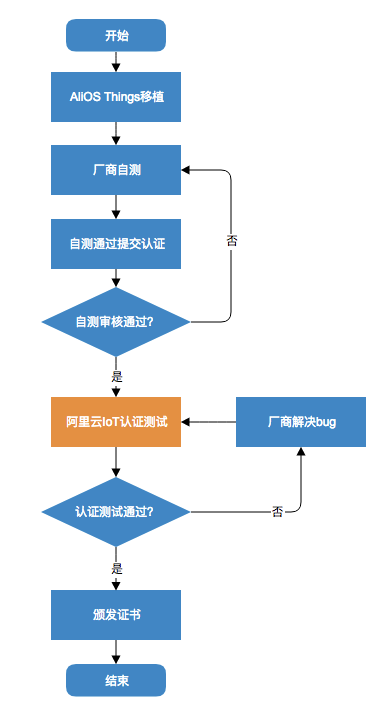 开始
AliOS Things移植
厂商自测
自测通过提交认证
否
自测审核通过?
是
阿里云IoT认证测试
厂商解决bug
认证测试通过?
否
是
颁发证书
结束